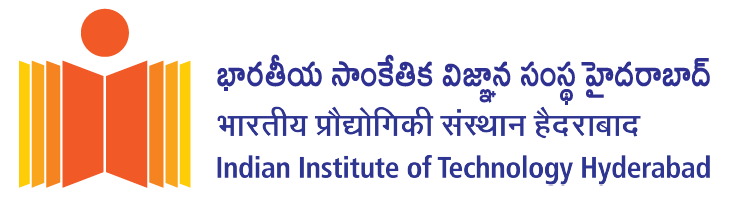 భారతీయ సాంకేతిక విజ్ఞాన సంస్థ హైదరాబాద్
भारतीय प्रौद्योगिकी संस्थान हैदराबाद
Indian Institute of Technology Hyderabad